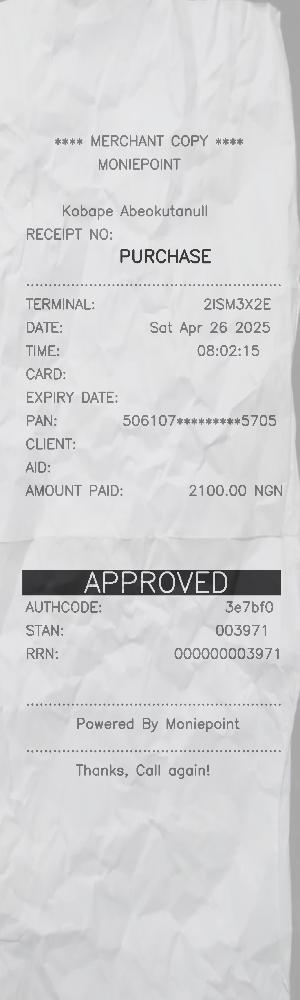 **** MERCHANT COPY ****
MONIEPOINT
Kobape Abeokutanull
RECEIPT NO:
PURCHASE
TERMINAL: 2ISM3X2E
DATE: Sat Apr 26 2025
TIME: 08:02:15
CARD:
EXPIRY DATE:
PAN: 506107*********5705
CLIENT:
AID:
AMOUNT PAID: 2100.00 NGN
APPROVED
AUTHCODE: 3e7bf0
STAN: 003971
RRN: 000000003971
Powered By Moniepoint
Thanks, Call again!